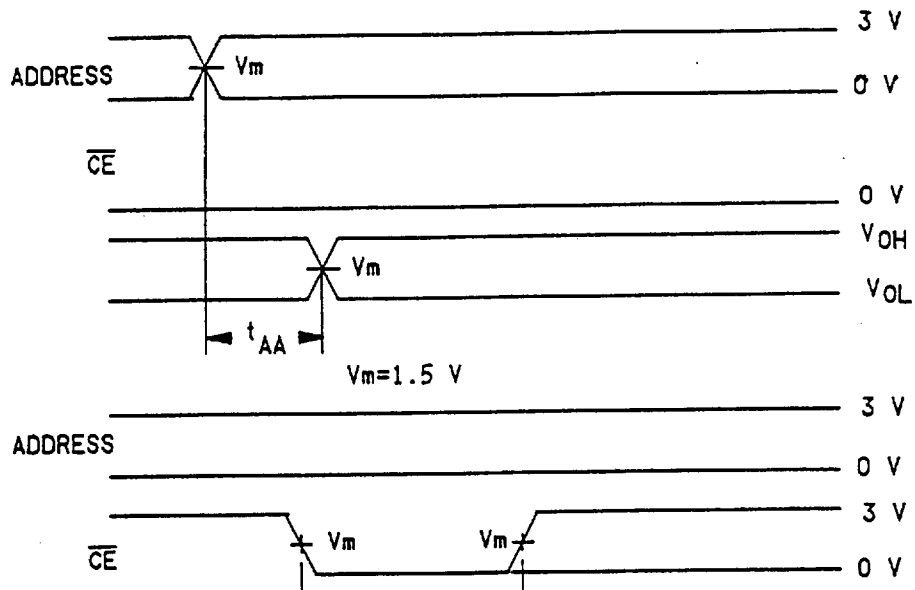 3 V
ADDRESS
Vm
0 V
CE
0 V
VOH
Vm
VOL
tAA
Vm=1.5 V
3 V
ADDRESS
0 V
3 V
Vm Vm
CE
0 V